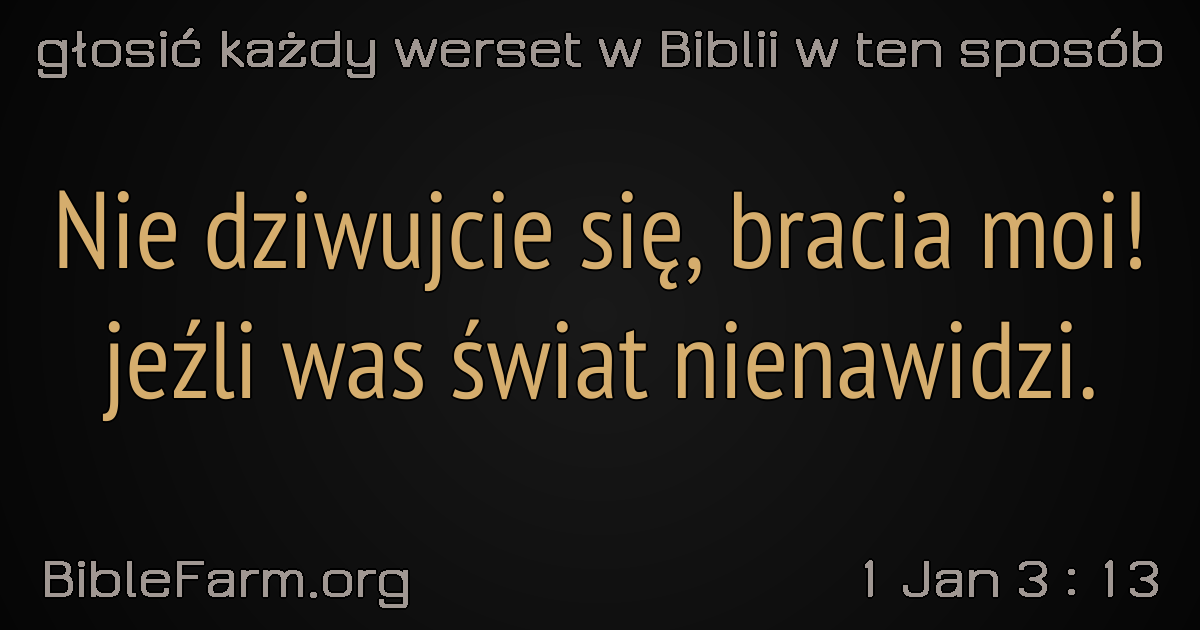 głosić każdy werset w Biblii w ten sposób
Nie dziwujcie się, bracia moi!
jeźli was świat nienawidzi.
BibleFarm.org
1 Jan 3 : 13